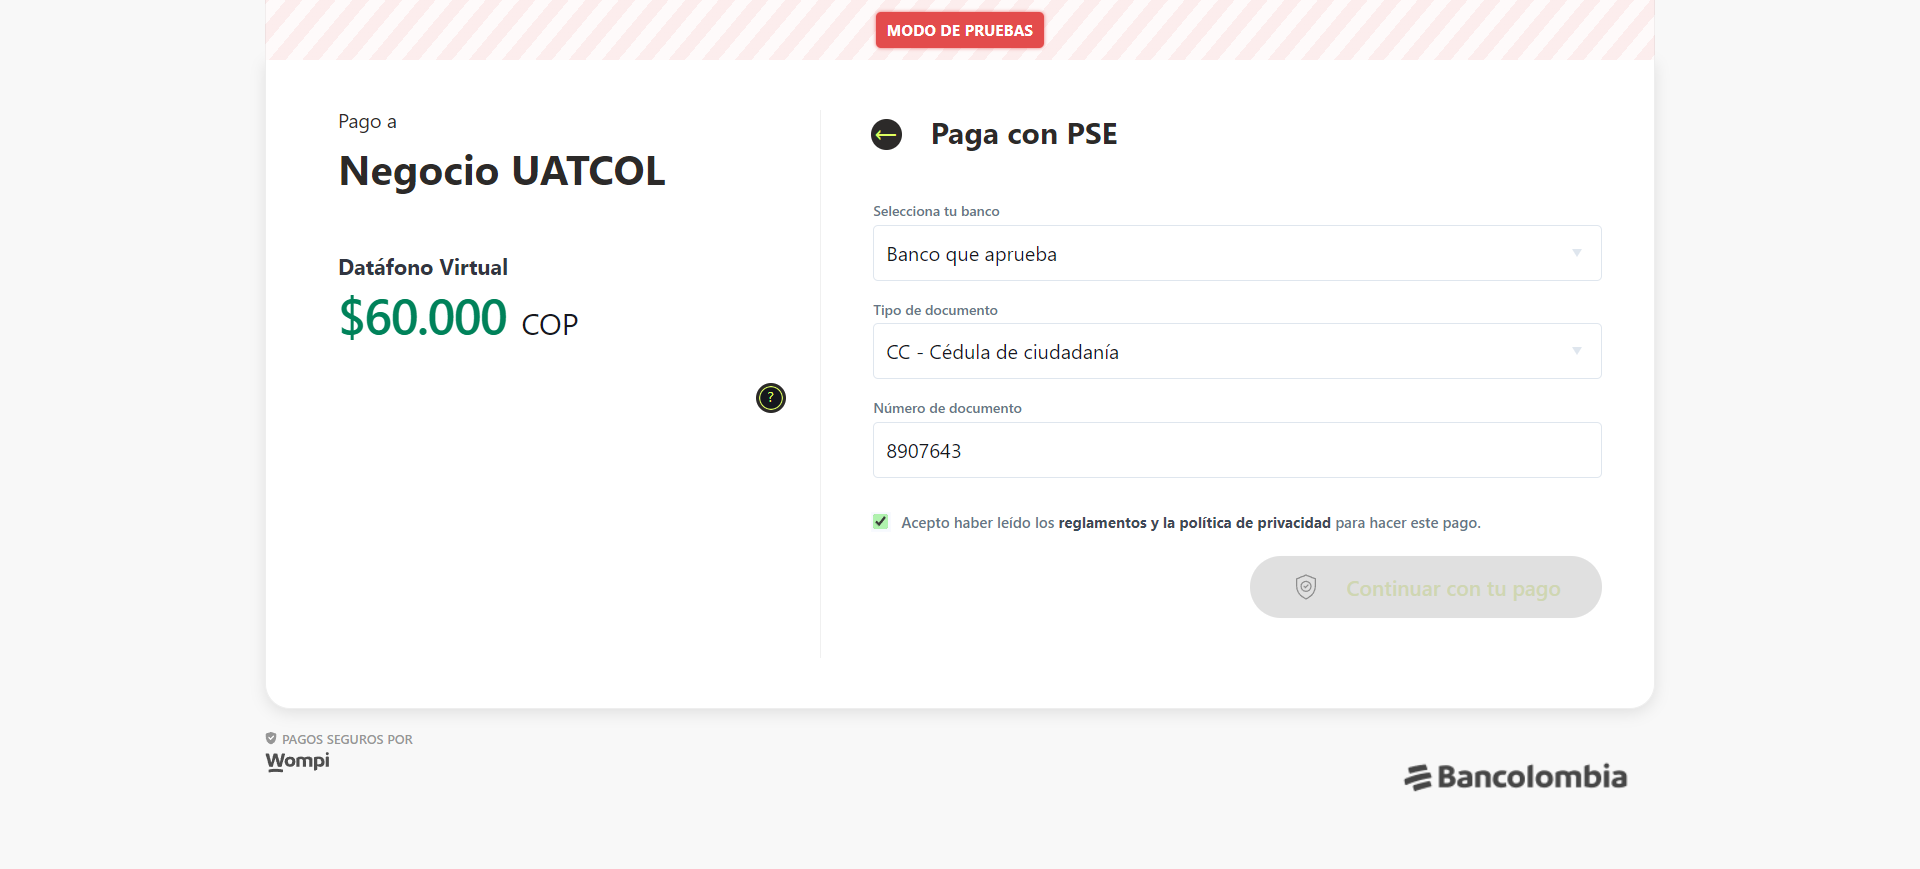 MODO DE PRUEBAS
Pago a
Negocio UATCOL
Datáfono Virtual
$60.000 COP
?
Paga con PSE
Selecciona tu banco
Banco que aprueba
Tipo de documento
CC - Cédula de ciudadanía
Número de documento
8907643
Acepto haber leído los reglamentos y la política de privacidad para hacer este pago.
Continuar con tu pago
PAGOS SEGUROS POR
Wompi
Bancolombia